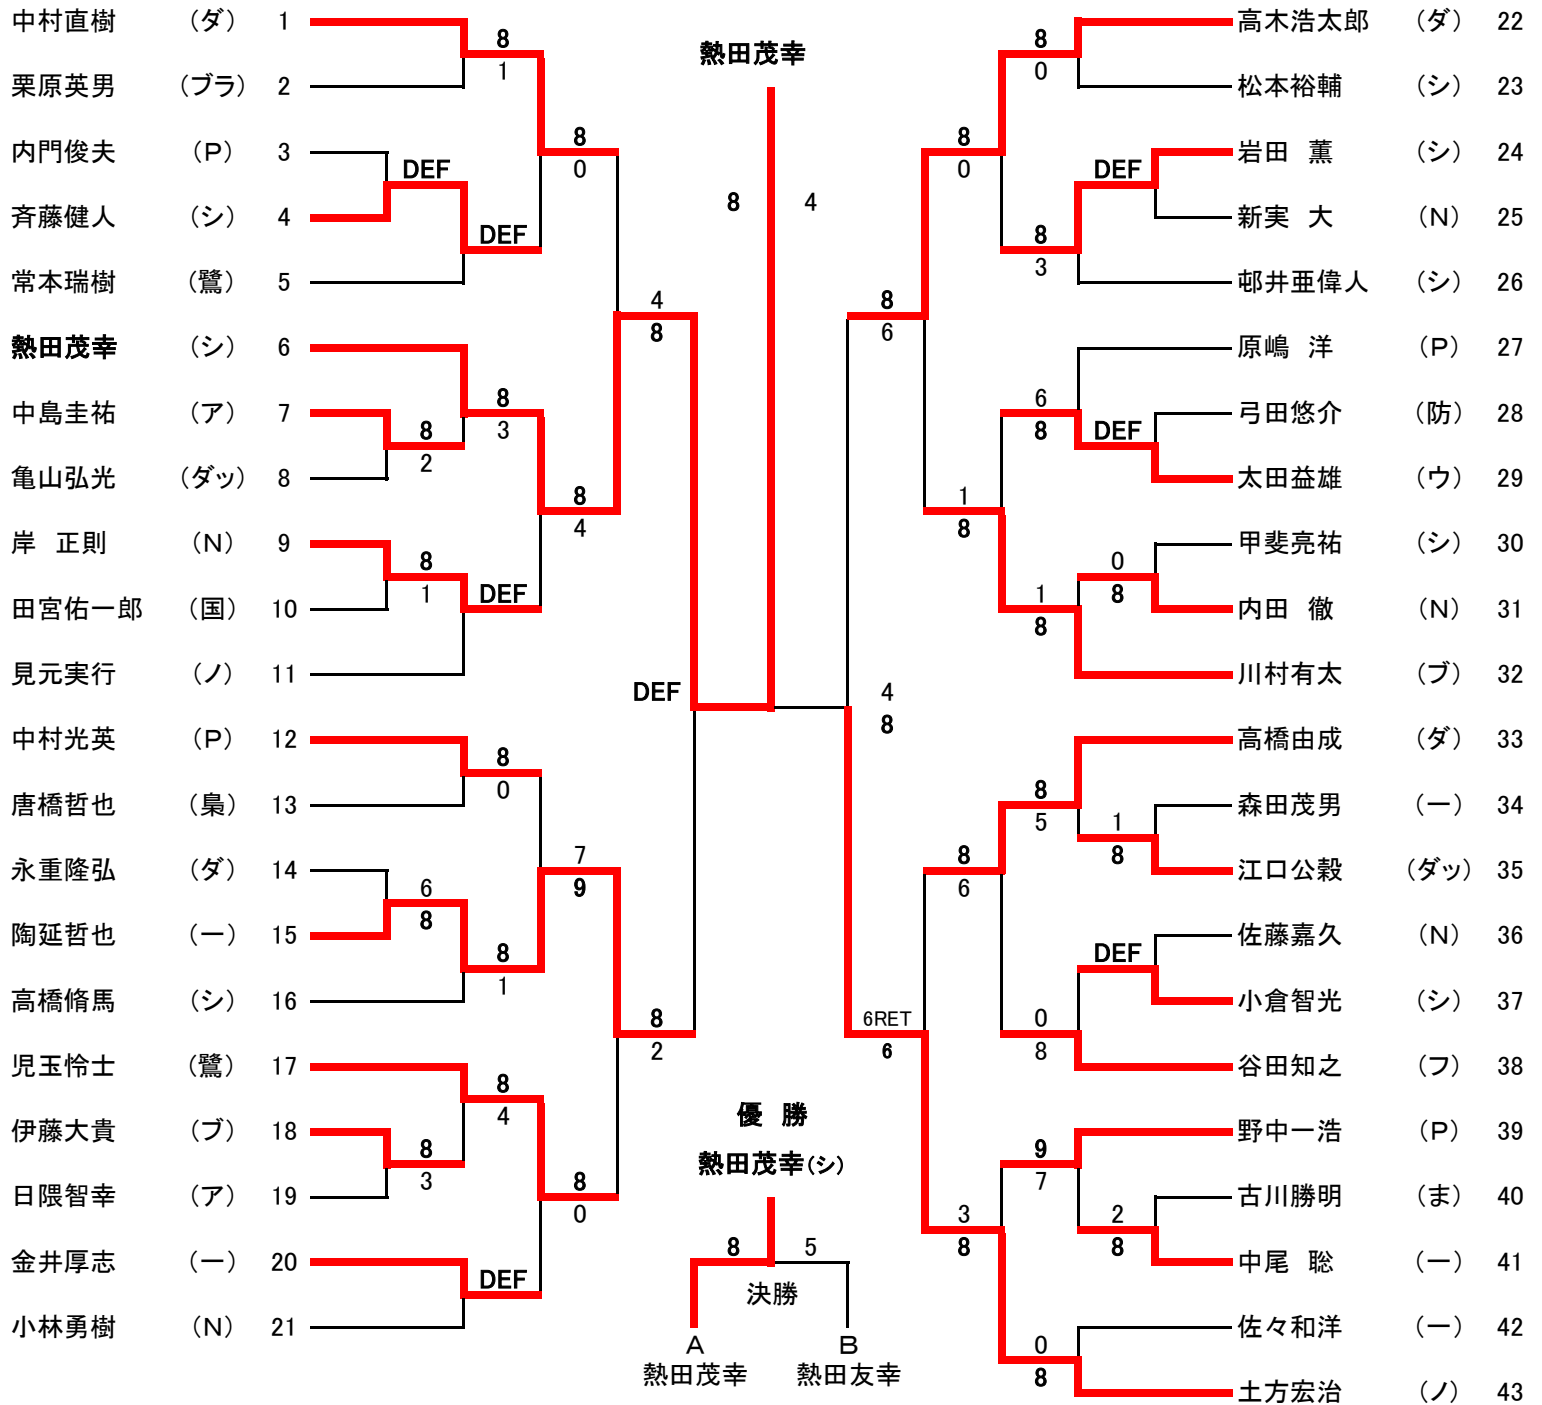 中村直樹 （ダ） 1
栗原英男 （ブラ） 2
内門俊夫 （P） 3
斉藤健人 （シ） 4
常本瑞樹 （鷺） 5
熱田茂幸 （シ） 6
中島圭祐 （ア） 7
亀山弘光 （ダッ） 8
岸　正則 （N） 9
田宮佑一郎 （国） 10
見元実行 （ノ） 11
中村光英 （P） 12
唐橋哲也 （梟） 13
永重隆弘 （ダ） 14
陶延哲也 （一） 15
高橋脩馬 （シ） 16
児玉怜士 （鷺） 17
伊藤大貴 （ブ） 18
日隈智幸 （ア） 19
金井厚志 （一） 20
小林勇樹 （N） 21
DEF
8
2
8
1
6
8
8
3
8
1
DEF
8
3
DEF
8
0
8
1
8
4
DEF
8
0
8
4
7
9
8
0
4
8
8
2
DEF
熱田茂幸
8 4
優　勝
熱田茂幸（シ）
8 5
決勝
A B
熱田茂幸 熱田友幸
4
8
8
6
6RET
6
8
0
1
8
8
6
3
8
8
0
8
3
6
8
1
8
8
5
0
8
9
7
0
8
DEF
DEF
0
8
1
8
DEF
2
8
高木浩太郎 （ダ） 22
松本裕輔 （シ） 23
岩田　薫 （シ） 24
新実　大 （N） 25
邨井亜偉人 （シ） 26
原嶋　洋 （P） 27
弓田悠介 （防） 28
太田益雄 （ウ） 29
甲斐亮祐 （シ） 30
内田　徹 （N） 31
川村有太 （ブ） 32
高橋由成 （ダ） 33
森田茂男 （一） 34
江口公毅 （ダッ） 35
佐藤嘉久 （N） 36
小倉智光 （シ） 37
谷田知之 （フ） 38
野中一浩 （P） 39
古川勝明 （ま） 40
中尾　聡 （一） 41
佐々和洋 （一） 42
土方宏治 （ノ） 43